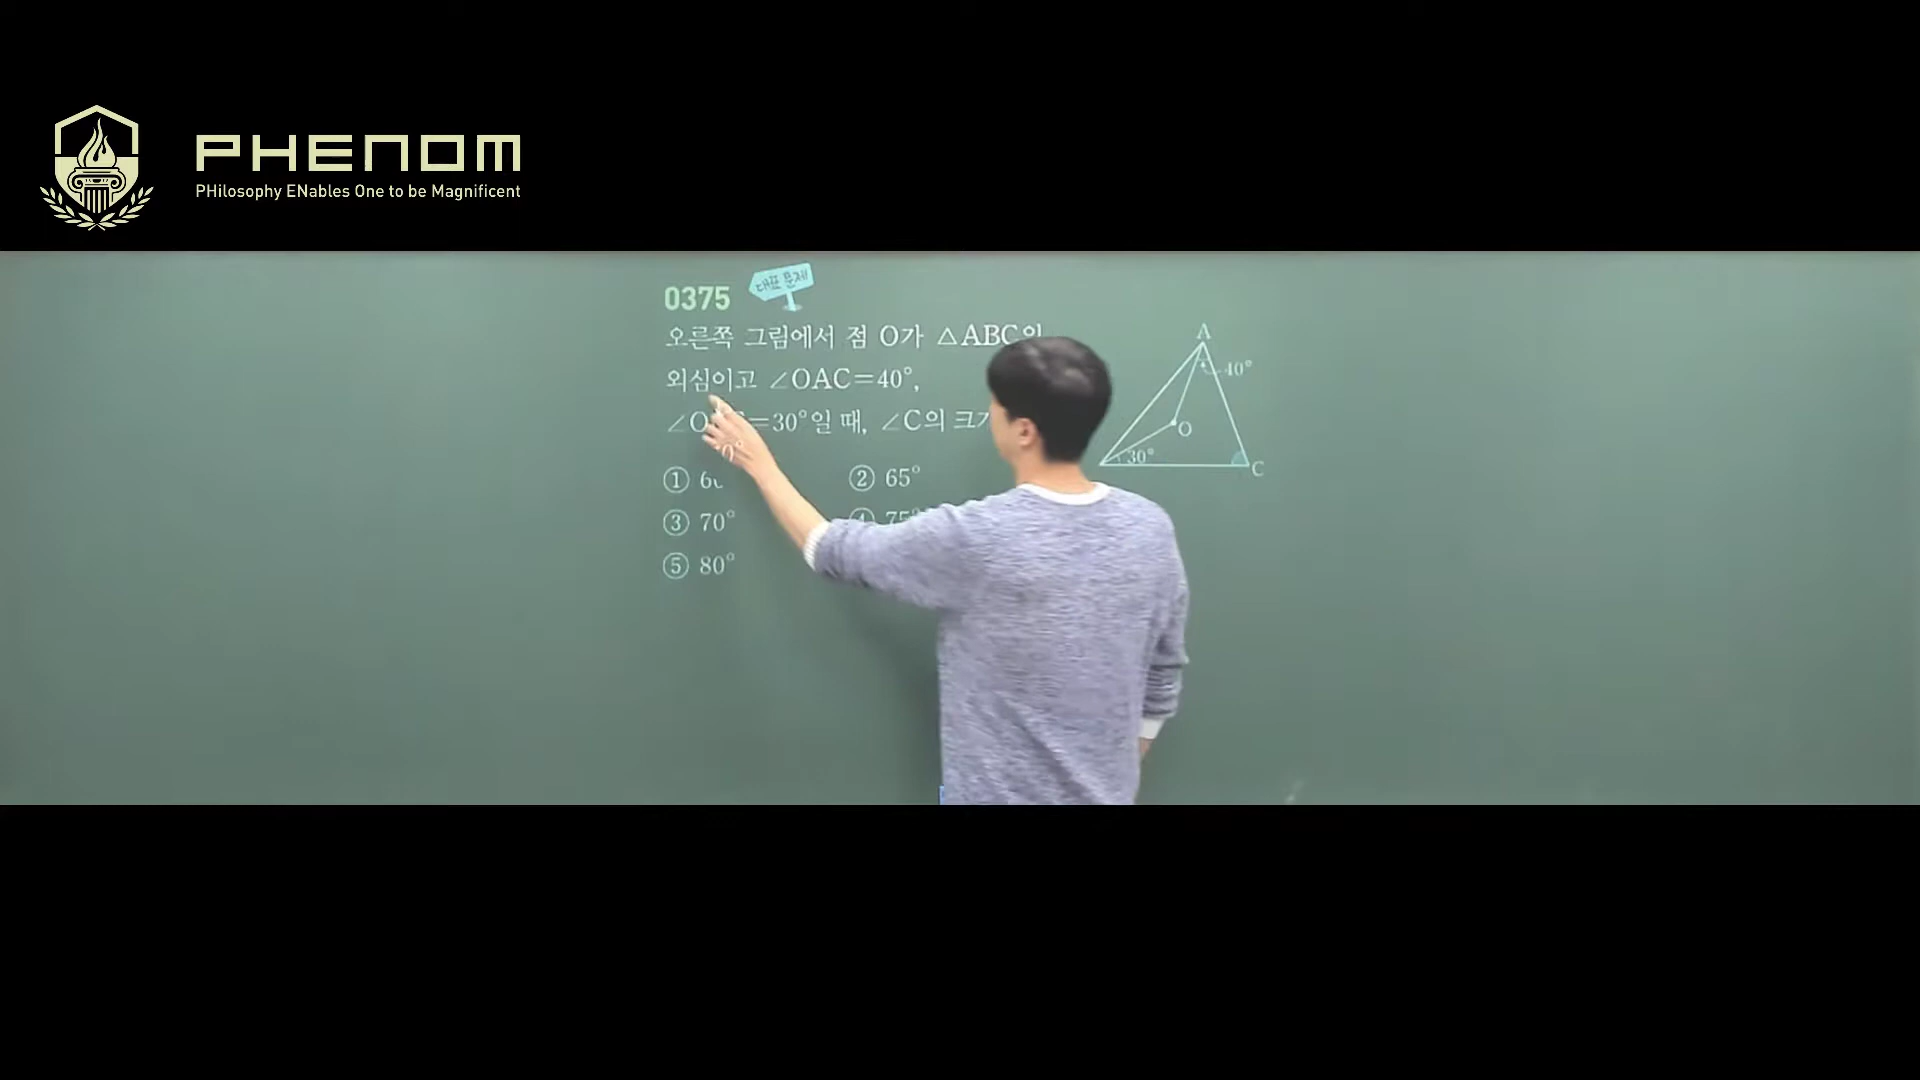 PHENOM
PHilosophy ENables One to be Magnificent
0375 대표 문제
오른쪽 그림에서 점 O가 △ABC의
외심이고 ∠OAC=40°,
=30°일 때, ∠C의 크
①
② 65°
③ 70°
④ 75°
⑤ 80°
A
40°
O
30°
C